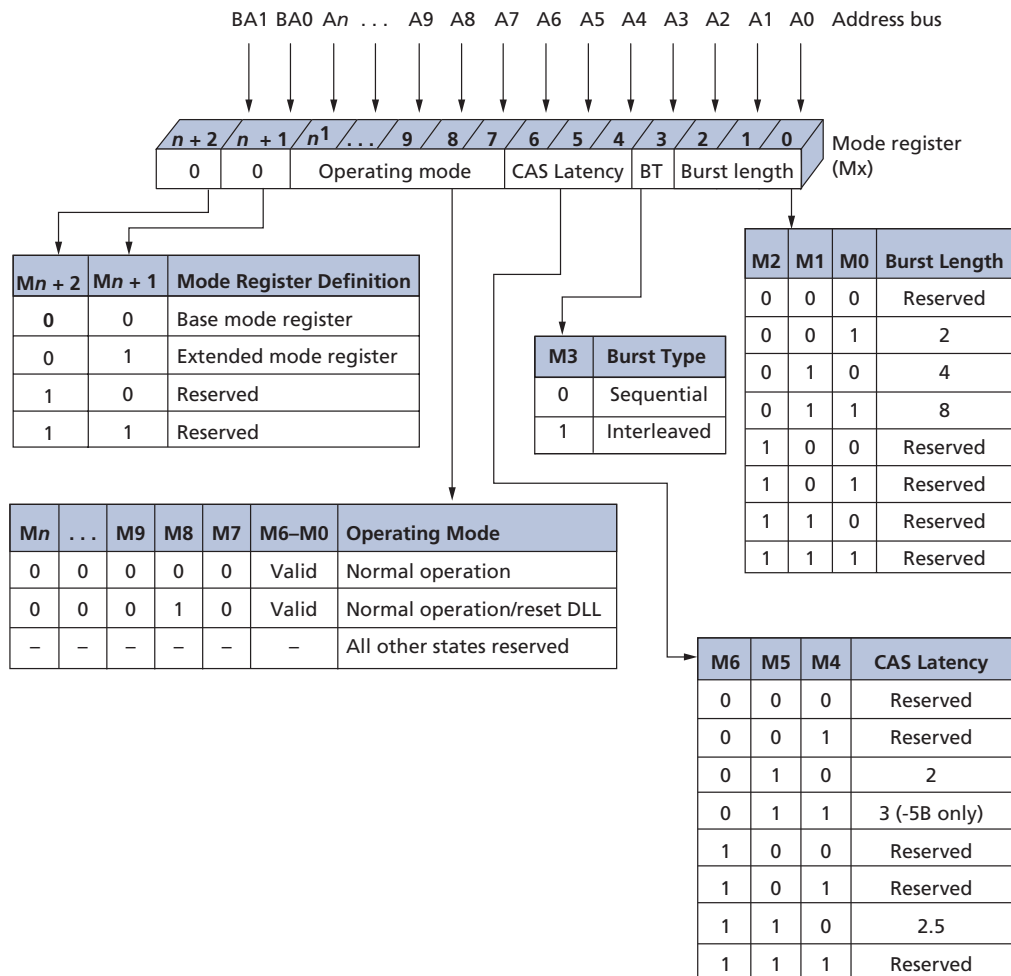 BA1 BA0 An . . . A9 A8 A7 A6 A5 A4 A3 A2 A1 A0 Address bus
n + 2 n + 1 n1 . . . 9 8 7 6 5 4 3 2 1 0 Mode register (Mx)
0 0 Operating mode CAS Latency BT Burst length
Mn + 2 Mn + 1 Mode Register Definition
0 0 Base mode register
0 1 Extended mode register
1 0 Reserved
1 1 Reserved
M3 Burst Type
0 Sequential
1 Interleaved
M2 M1 M0 Burst Length
0 0 0 Reserved
0 0 1 2
0 1 0 4
0 1 1 8
1 0 0 Reserved
1 0 1 Reserved
1 1 0 Reserved
1 1 1 Reserved
Mn . . . M9 M8 M7 M6–M0 Operating Mode
0 0 0 0 0 Valid Normal operation
0 0 0 1 0 Valid Normal operation/reset DLL
– – – – – – All other states reserved
M6 M5 M4 CAS Latency
0 0 0 Reserved
0 0 1 Reserved
0 1 0 2
0 1 1 3 (-5B only)
1 0 0 Reserved
1 0 1 Reserved
1 1 0 2.5
1 1 1 Reserved